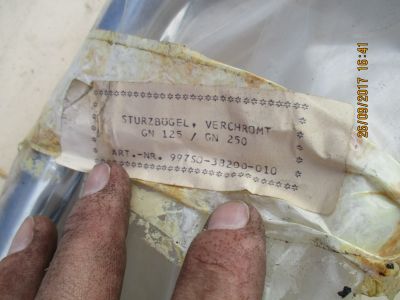 STURZBÜGEL, VERCHROMT
GN 125 / GN 250
ART.-NR. 99750-38200-010
26/09/2017 16:41